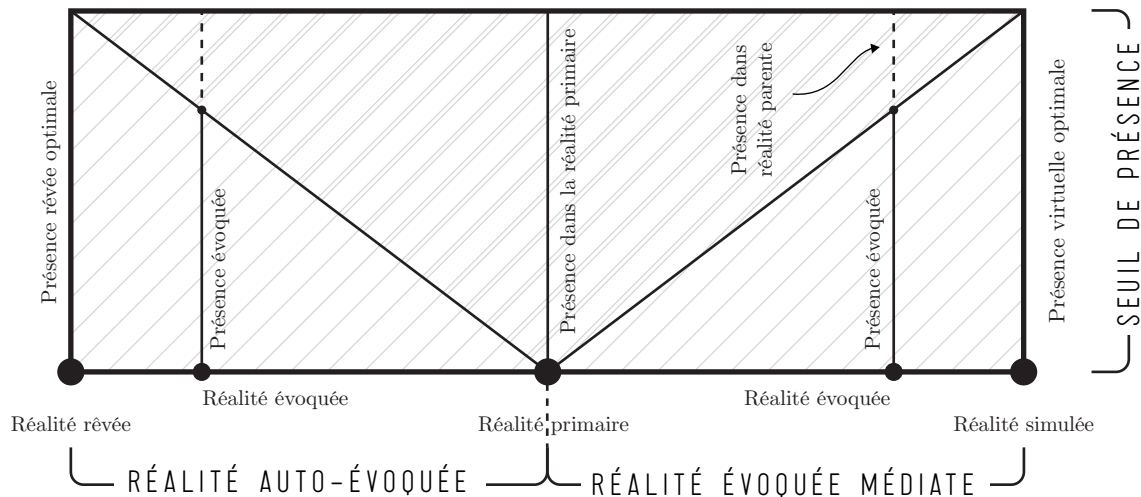 Présence rêvée optimale
Présence évoquée
Présence dans la réalité primaire
Présence dans
réalité parente
Présence évoquée
Présence virtuelle optimale
SEUIL DE PRÉSENCE
Réalité évoquée
Réalité évoquée
Réalité rêvée
Réalité primaire
Réalité simulée
RÉALITÉ AUTO-ÉVOQUÉE
RÉALITÉ ÉVOQUÉE MÉDIATE